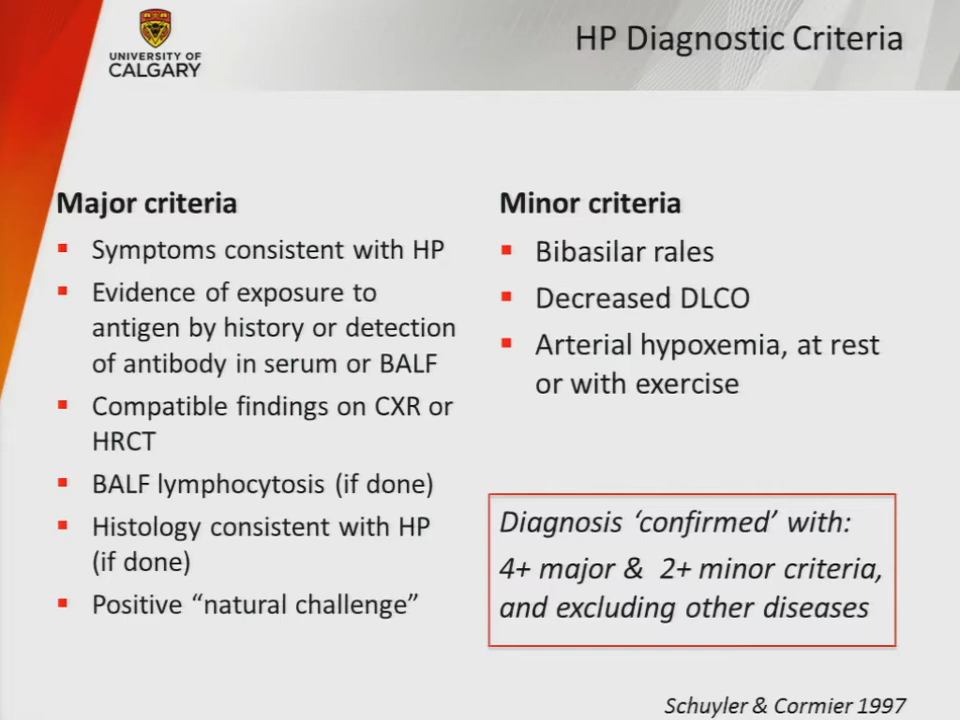 UNIVERSITY OF
CALGARY
HP Diagnostic Criteria
Major criteria
▪ Symptoms consistent with HP
▪ Evidence of exposure to
antigen by history or detection
of antibody in serum or BALF
▪ Compatible findings on CXR or
HRCT
▪ BALF lymphocytosis (if done)
▪ Histology consistent with HP
(if done)
▪ Positive “natural challenge”
Minor criteria
▪ Bibasilar rales
▪ Decreased DLCO
▪ Arterial hypoxemia, at rest
or with exercise
Diagnosis ‘confirmed’ with:
4+ major & 2+ minor criteria,
and excluding other diseases
Schuyler & Cormier 1997